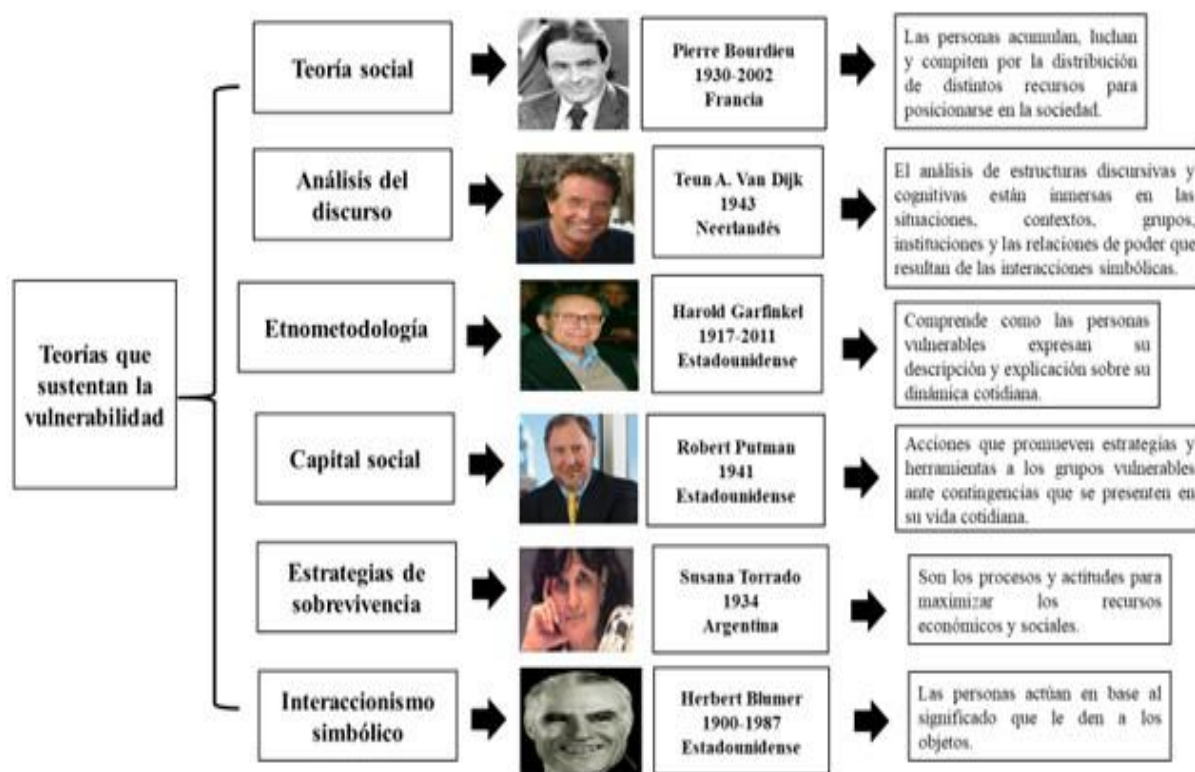 Teorías que
sustentan la
vulnerabilidad
Teoría social
Pierre Bourdieu
1930-2002
Francia
Las personas acumulan, luchan
y compiten por la distribución
de distintos recursos para
posicionarse en la sociedad.
Análisis del
discurso
Teun A. Van Dijk
1943
Neerlandés
El análisis de estructuras discursivas y
cognitivas están inmersas en las
situaciones, contextos, grupos,
instituciones y las relaciones de poder que
resultan de las interacciones simbólicas.
Etnometodología
Harold Garfinkel
1917-2011
Estadounidense
Comprende como las personas
vulnerables expresan su
descripción y explicación sobre su
dinámica cotidiana.
Capital social
Robert Putman
1941
Estadounidense
Acciones que promueven estrategias y
herramientas a los grupos vulnerables
ante contingencias que se presenten en
su vida cotidiana.
Estrategias de
sobrevivencia
Susana Torrado
1934
Argentina
Son los procesos y actitudes para
maximizar los recursos
económicos y sociales.
Interaccionismo
simbólico
Herbert Blumer
1900-1987
Estadounidense
Las personas actúan en base al
significado que le den a los
objetos.